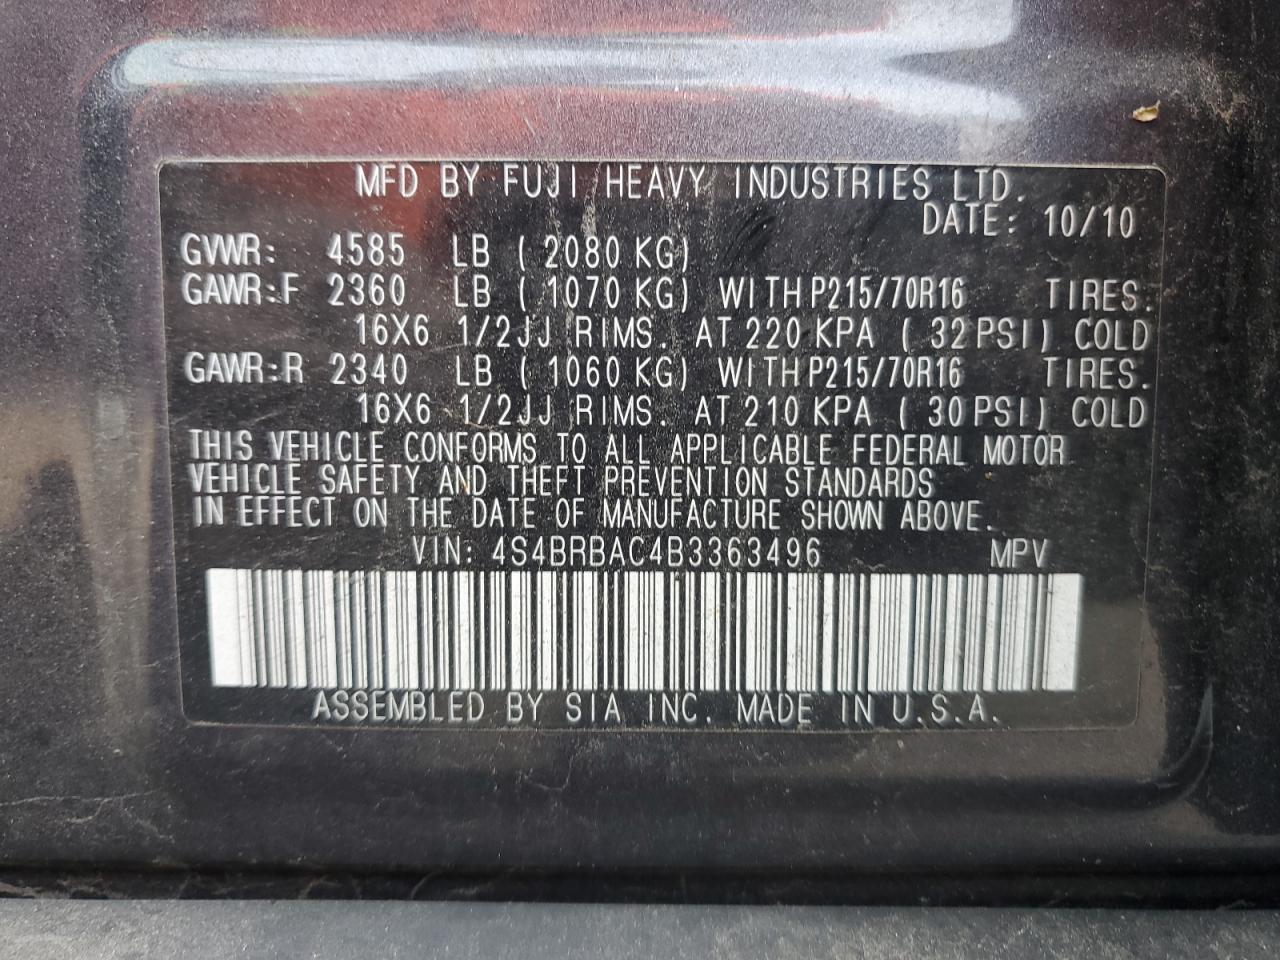 MFD BY FUJI HEAVY INDUSTRIES LTD.
DATE: 10/10
GVWR: 4585 LB ( 2080 KG)
GAWR:F 2360 LB ( 1070 KG) WITH P215/70R16 TIRES.
16X6 1/2JJ RIMS. AT 220 KPA ( 32 PSI) COLD
GAWR:R 2340 LB ( 1060 KG) WITH P215/70R16 TIRES.
16X6 1/2JJ RIMS. AT 210 KPA ( 30 PSI) COLD
THIS VEHICLE CONFORMS TO ALL APPLICABLE FEDERAL MOTOR
VEHICLE SAFETY AND THEFT PREVENTION STANDARDS
IN EFFECT ON THE DATE OF MANUFACTURE SHOWN ABOVE.
VIN: 4S4BRBAC4B3363496 MPV
ASSEMBLED BY SIA INC. MADE IN U.S.A.